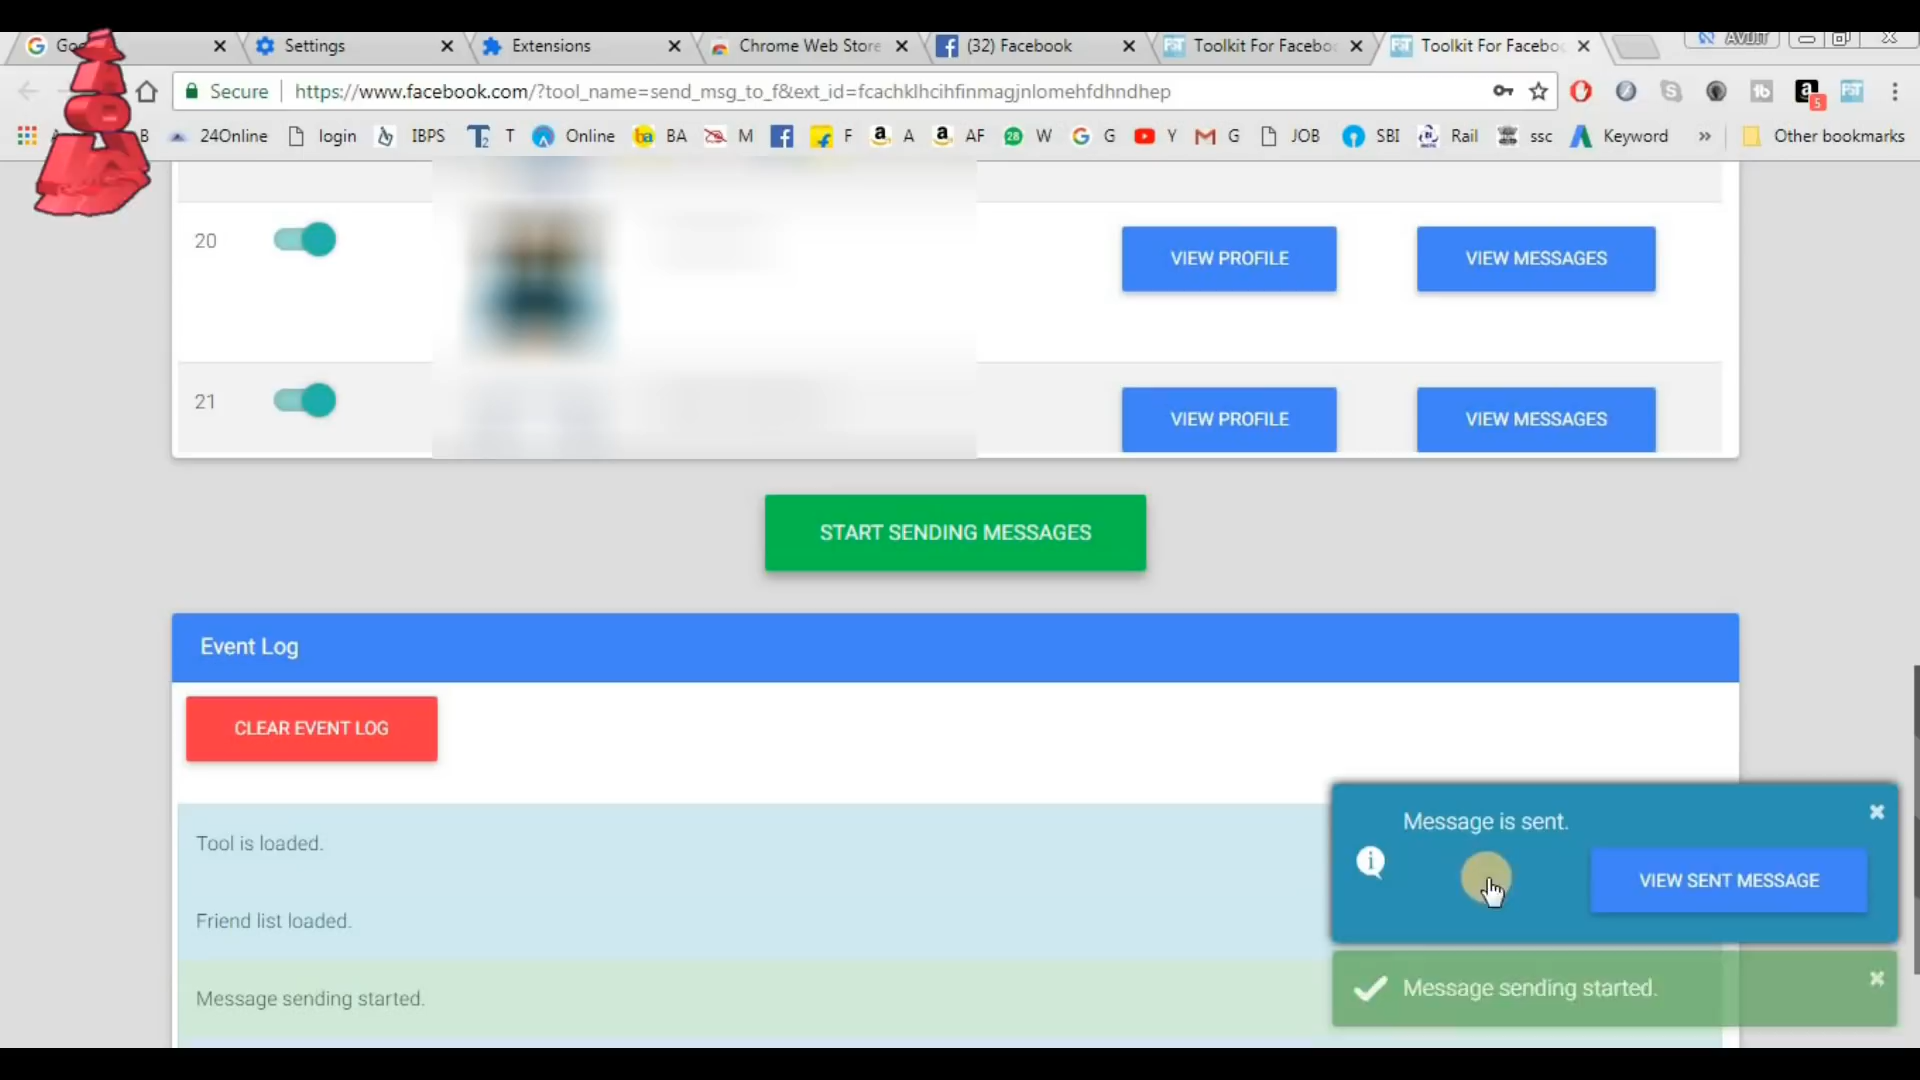 Settings
Extensions
Chrome Web Store
(32) Facebook
Toolkit For Facebo
Toolkit For Facebo
Secure
https://www.facebook.com/?tool_name=send_msg_to_f&ext_id=fcachklhcihfinmagjnlomehfdhndhep
5
B 24Online login IBPS T Online BA M F A AF W G Y G JOB SBI Rail ssc Keyword » Other bookmarks
20 VIEW PROFILE VIEW MESSAGES
21 VIEW PROFILE VIEW MESSAGES
START SENDING MESSAGES
Event Log
CLEAR EVENT LOG
Message is sent.
VIEW SENT MESSAGE
Tool is loaded.
Friend list loaded.
Message sending started.
Message sending started.